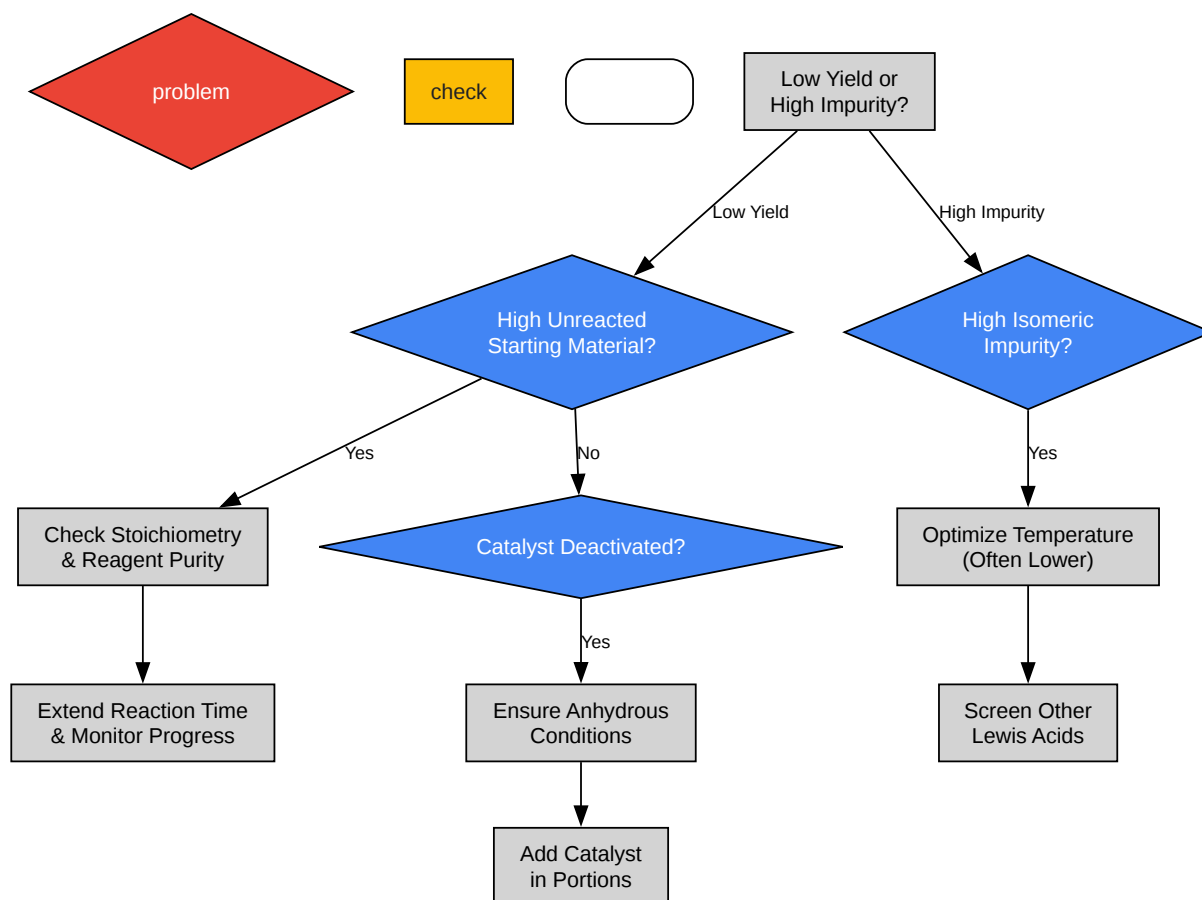 problem
check
Low Yield or
High Impurity?
Low Yield
High Impurity
High Unreacted
Starting Material?
High Isomeric
Impurity?
Yes
No
Yes
Check Stoichiometry
& Reagent Purity
Catalyst Deactivated?
Optimize Temperature
(Often Lower)
Yes
Extend Reaction Time
& Monitor Progress
Ensure Anhydrous
Conditions
Screen Other
Lewis Acids
Add Catalyst
in Portions